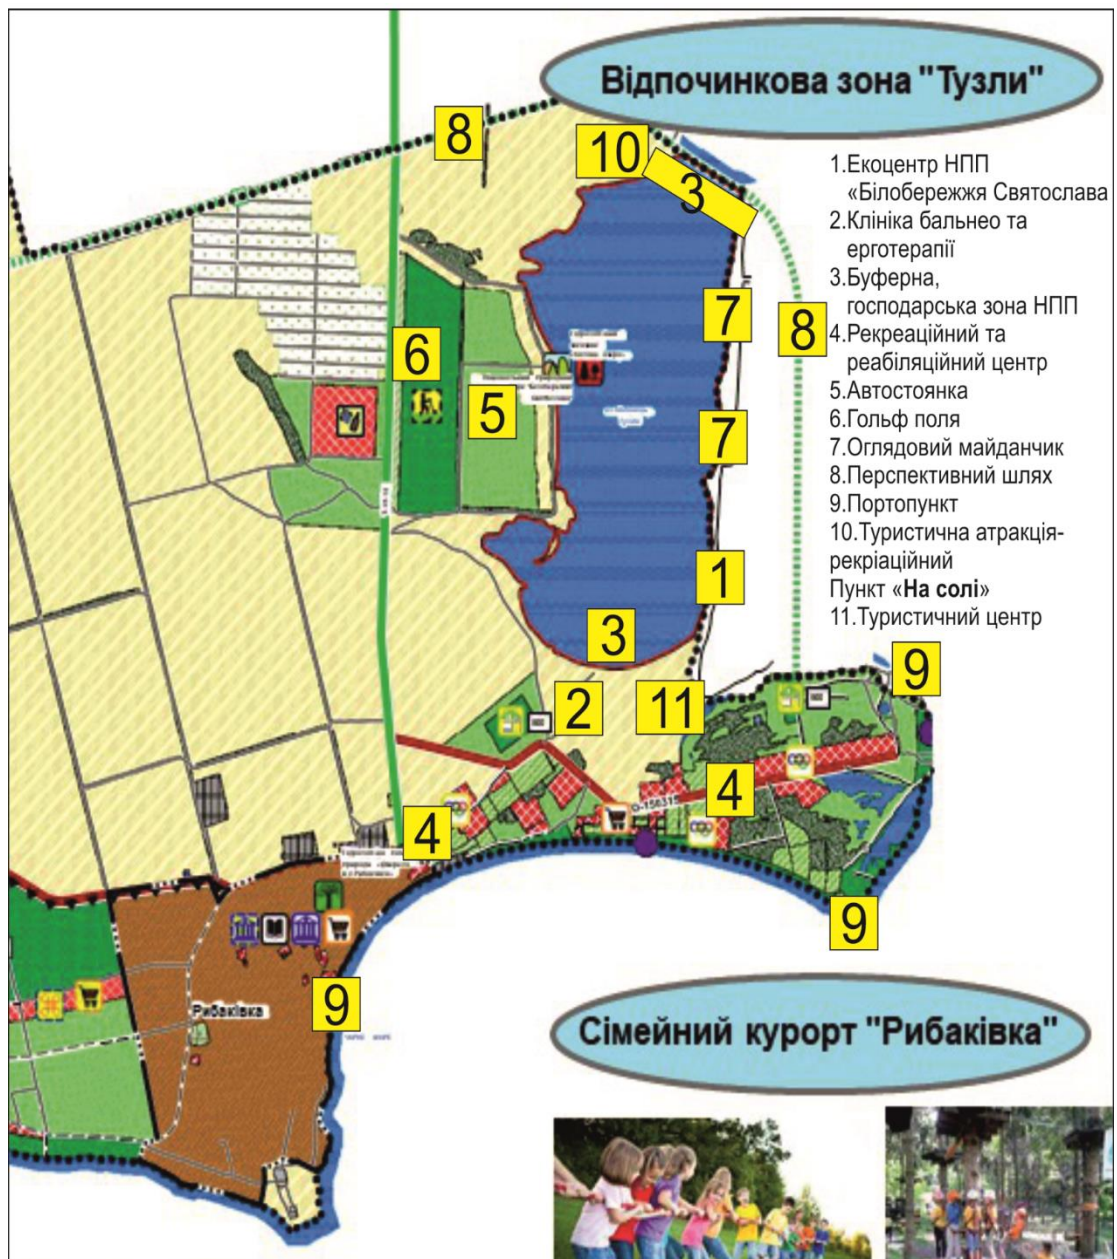 Відпочинкова зона "Тузли"
8
10
3
1.Екоцентр НПП
«Білобережжя Святослава
2.Клініка бальнео та
ерготерапії
3.Буферна,
господарська зона НПП
4.Рекреаційний та
реабіляційний центр
5.Автостоянка
6.Гольф поля
7.Оглядовий майданчик
8.Перспективний шлях
9.Портопункт
10.Туристична атракція-
рекріаційний
Пункт «На солі»
11.Туристичний центр
7
8
6
5
7
1
3
9
2
11
4
4
9
9
Рибаківка
Сімейний курорт "Рибаківка"